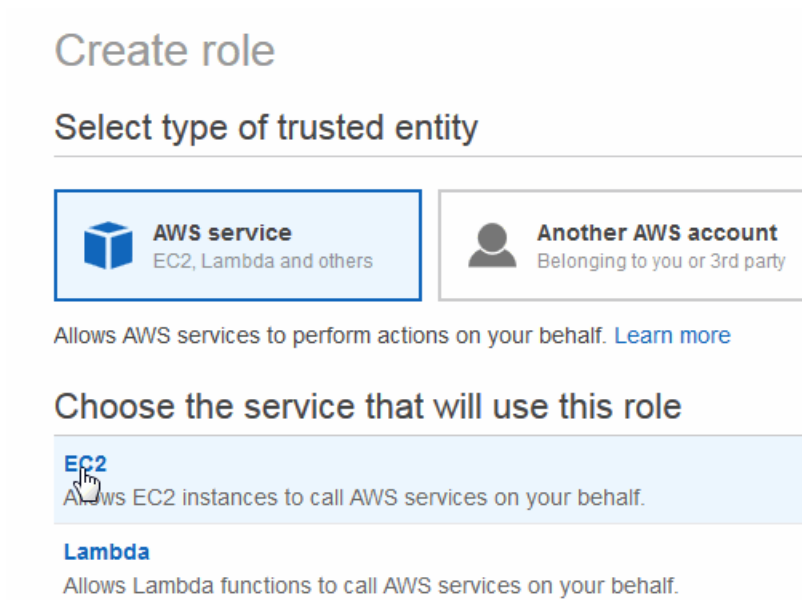 Create role
Select type of trusted entity
AWS service
EC2, Lambda and others
Another AWS account
Belonging to you or 3rd party
Allows AWS services to perform actions on your behalf. Learn more
Choose the service that will use this role
EC2
Allows EC2 instances to call AWS services on your behalf.
Lambda
Allows Lambda functions to call AWS services on your behalf.